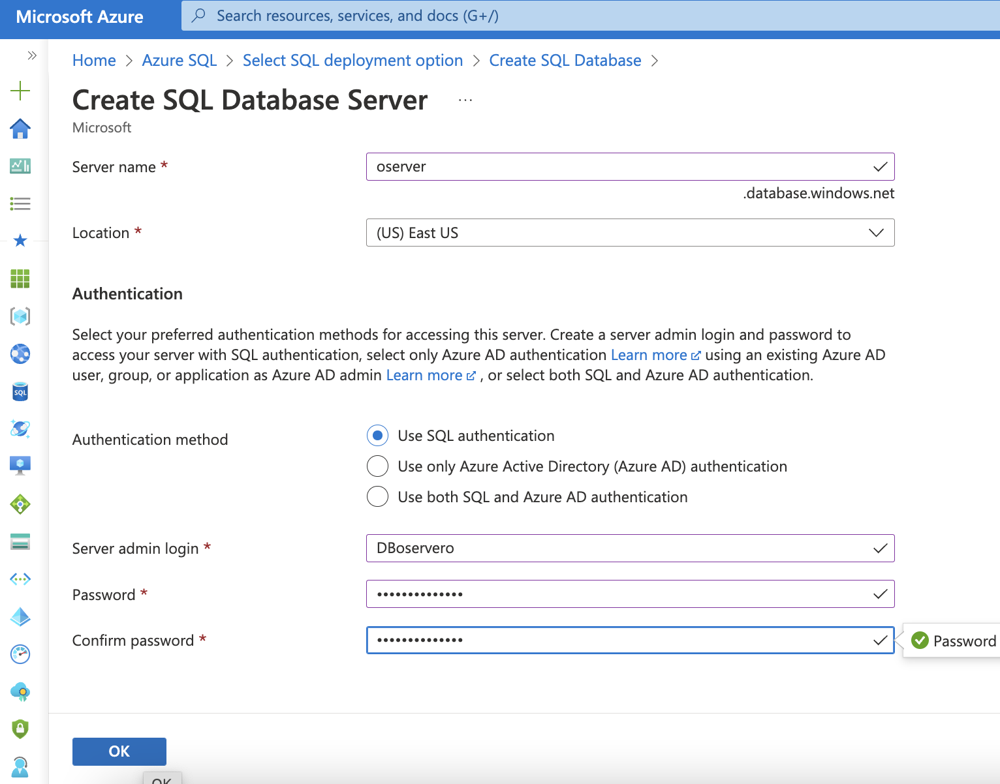 Microsoft Azure
Search resources, services, and docs (G+/)
Home > Azure SQL > Select SQL deployment option > Create SQL Database >
Create SQL Database Server ...
Microsoft
Server name *
oserver
.database.windows.net
Location *
(US) East US
Authentication
Select your preferred authentication methods for accessing this server. Create a server admin login and password to
access your server with SQL authentication, select only Azure AD authentication Learn more using an existing Azure AD
user, group, or application as Azure AD admin Learn more , or select both SQL and Azure AD authentication.
SQL
Authentication method
Use SQL authentication
Use only Azure Active Directory (Azure AD) authentication
Use both SQL and Azure AD authentication
Server admin login *
DBoservero
Password *
••••••••••••••
Confirm password *
••••••••••••••
Password
OK
OK